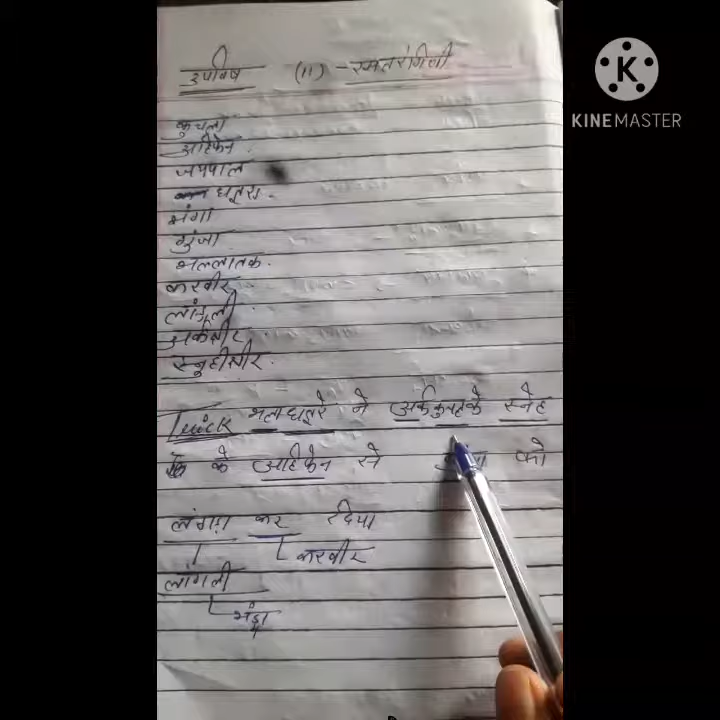 उपविष (11) - रसतरंगिणी
KINEMASTER
कुचला
अहिफेन.
जयपाल
धतूरा.
भंगा
गुंजा
भल्लातक.
करवीर
लांगली
अर्कक्षीर
स्नुहीक्षीर.
Trick भला धतूरे ने अर्क के स्नेह
के अहिफेन से को
लंगड़ा कर दिया
करवीर
लांगली